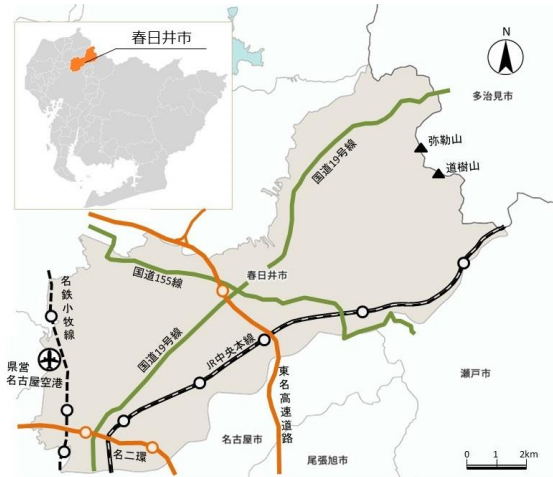 春日井市
N
多治見市
弥勒山
道樹山
国道19号線
春日井市
国道155線
名鉄小牧線
国道19号線
JR中央本線
県営
名古屋空港
東名高速道路
瀬戸市
名古屋市
名二環
尾張旭市
0 1 2km